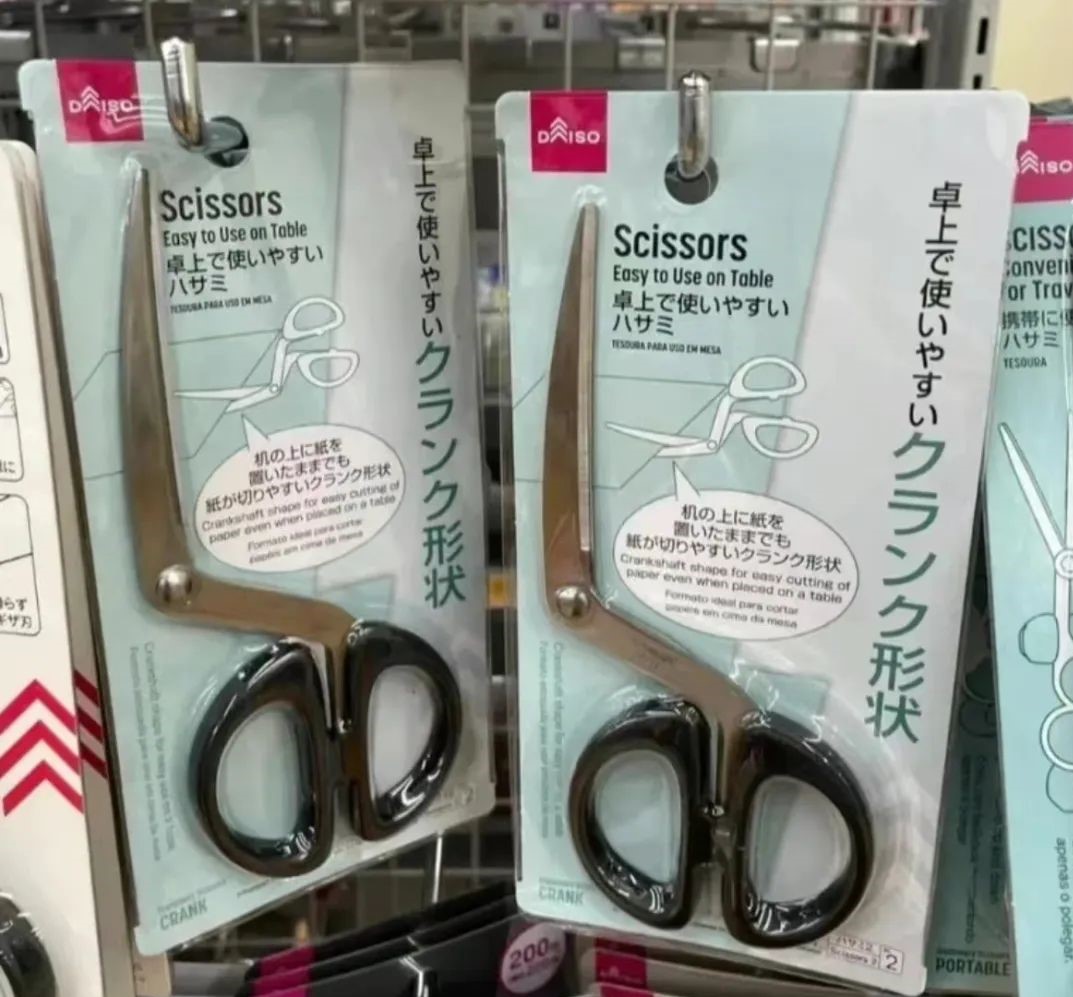 DAISO
Scissors
Easy to Use on Table
卓上で使いやすい
ハサミ
TESOURA PARA USO EM MESA
卓上で使いやすいクランク形状
机の上に紙を
置いたままでも
紙が切りやすいクランク形状
Crankshaft shape for easy cutting of
paper even when placed on a table
Formato ideal para cortar
papéis em cima da mesa
CRANK
DAISO
Scissors
Easy to Use on Table
卓上で使いやすい
ハサミ
TESOURA PARA USO EM MESA
卓上で使いやすいクランク形状
机の上に紙を
置いたままでも
紙が切りやすいクランク形状
Crankshaft shape for easy cutting of
paper even when placed on a table
Formato ideal para cortar
papéis em cima da mesa
CRANK
ハサミ2
Scissors 2
2
200
AISO
携帯に
ハサミ
TESOURA
apenas o polegar.
PORTABLE